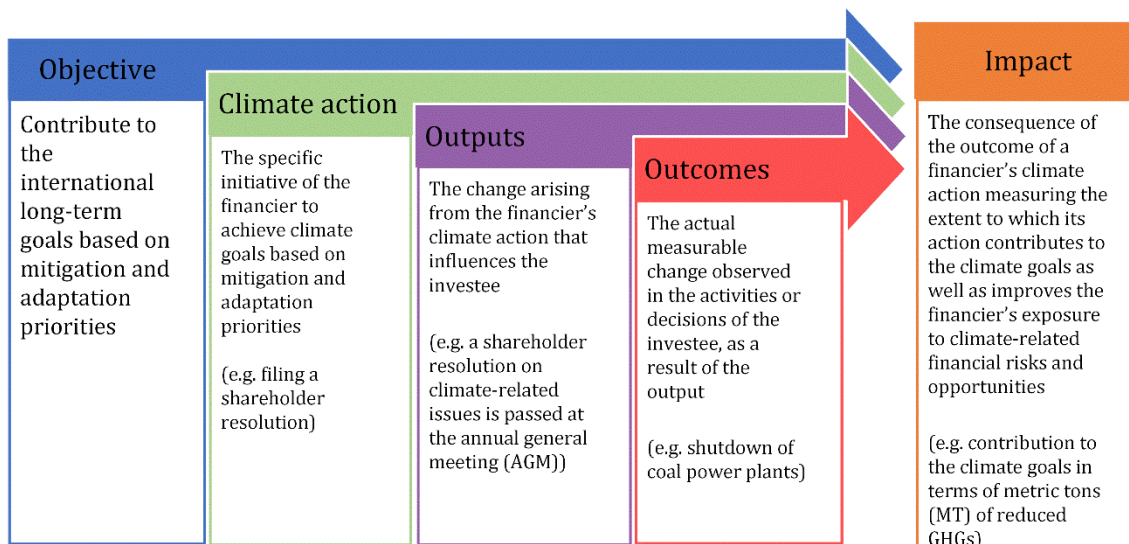 Objective
Contribute to
the
international
long-term
goals based on
mitigation and
adaptation
priorities
Climate action
The specific
initiative of the
financier to
achieve climate
goals based on
mitigation and
adaptation
priorities
(e.g. filing a
shareholder
resolution)
Outputs
The change arising
from the financier’s
climate action that
influences the
investee
(e.g. a shareholder
resolution on
climate-related
issues is passed at
the annual general
meeting (AGM))
Outcomes
The actual
measurable
change observed
in the activities or
decisions of the
investee, as a
result of the
output
(e.g. shutdown of
coal power plants)
Impact
The consequence of
the outcome of a
financier’s climate
action measuring the
extent to which its
action contributes to
the climate goals as
well as improves the
financier’s exposure
to climate-related
financial risks and
opportunities
(e.g. contribution to
the climate goals in
terms of metric tons
(MT) of reduced
GHGs)